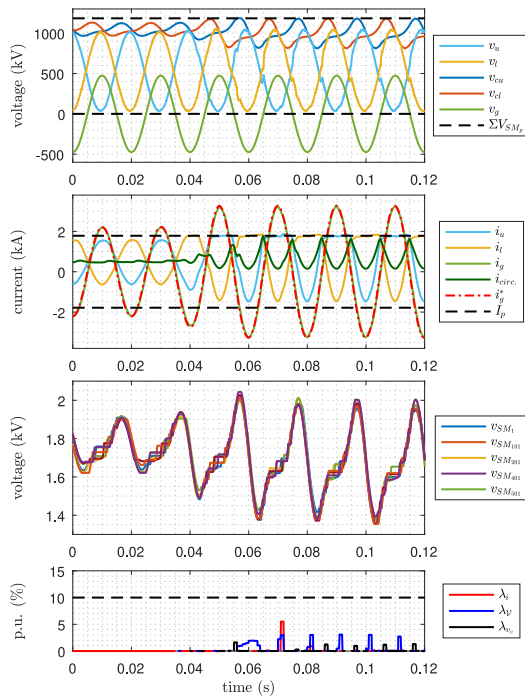 voltage (kV)
1000
500
0
-500
0
0.02
0.04
0.06
0.08
0.1
0.12
v_u
v_l
v_cu
v_cl
v_g
ΣV_SM_p
current (kA)
2
0
-2
0
0.02
0.04
0.06
0.08
0.1
0.12
i_u
i_l
i_g
i_circ.
i_g^*
I_p
voltage (kV)
2
1.8
1.6
1.4
0
0.02
0.04
0.06
0.08
0.1
0.12
v_SM_1
v_SM_101
v_SM_201
v_SM_401
v_SM_501
p.u. (%)
15
10
5
0
0
0.02
0.04
0.06
0.08
0.1
0.12
time (s)
λ_i
λ_V
λ_v_c